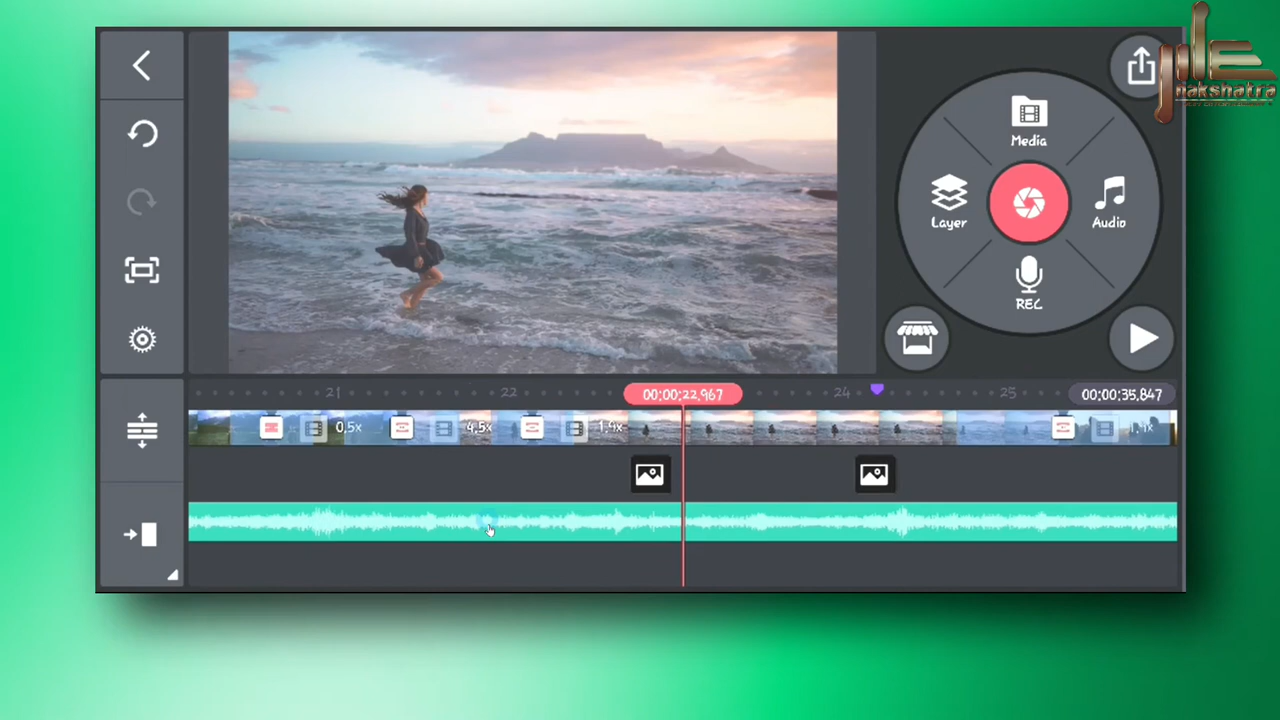 nakshatra
Media
Layer
Audio
REC
21
22
00:00:22,967
24
25
00:00:35,847
0,5x
4,5x
1,9x